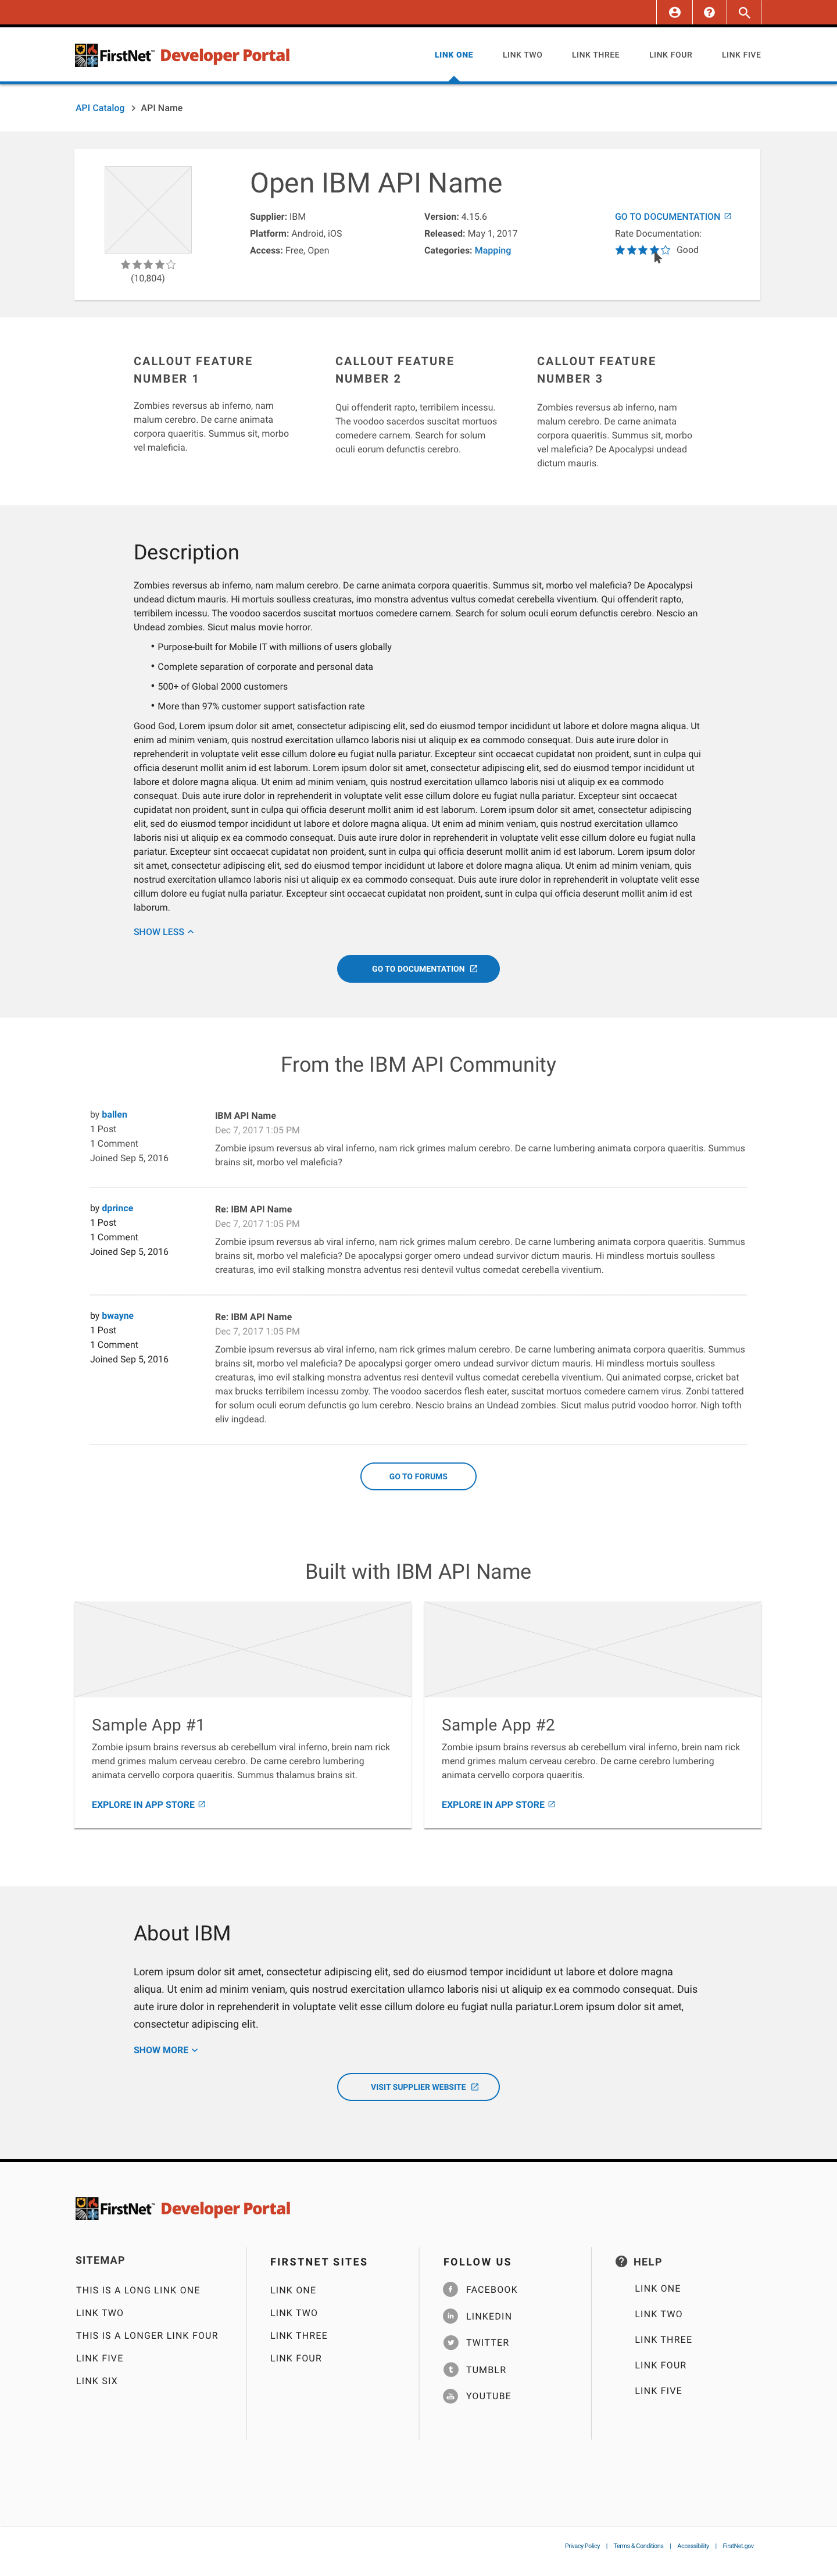 FirstNet™ Developer Portal
LINK ONE LINK TWO LINK THREE LINK FOUR LINK FIVE
API Catalog > API Name
Open IBM API Name
Supplier: IBM
Platform: Android, iOS
Access: Free, Open
Version: 4.15.6
Released: May 1, 2017
Categories: Mapping
GO TO DOCUMENTATION
Rate Documentation:
Good
(10,804)
CALLOUT FEATURE
NUMBER 1
Zombies reversus ab inferno, nam
malum cerebro. De carne animata
corpora quaeritis. Summus sit, morbo
vel maleficia.
CALLOUT FEATURE
NUMBER 2
Qui offenderit rapto, terribilem incessu.
The voodoo sacerdos suscitat mortuos
comedere carnem. Search for solum
oculi eorum defunctis cerebro.
CALLOUT FEATURE
NUMBER 3
Zombies reversus ab inferno, nam
malum cerebro. De carne animata
corpora quaeritis. Summus sit, morbo
vel maleficia? De Apocalypsi undead
dictum mauris.
Description
Zombies reversus ab inferno, nam malum cerebro. De carne animata corpora quaeritis. Summus sit, morbo vel maleficia? De Apocalypsi
undead dictum mauris. Hi mortuis soulless creaturas, imo monstra adventus vultus comedat cerebella viventium. Qui offenderit rapto,
terribilem incessu. The voodoo sacerdos suscitat mortuos comedere carnem. Search for solum oculi eorum defunctis cerebro. Nescio an
Undead zombies. Sicut malus movie horror.
• Purpose-built for Mobile IT with millions of users globally
• Complete separation of corporate and personal data
• 500+ of Global 2000 customers
• More than 97% customer support satisfaction rate
Good God, Lorem ipsum dolor sit amet, consectetur adipiscing elit, sed do eiusmod tempor incididunt ut labore et dolore magna aliqua. Ut
enim ad minim veniam, quis nostrud exercitation ullamco laboris nisi ut aliquip ex ea commodo consequat. Duis aute irure dolor in
reprehenderit in voluptate velit esse cillum dolore eu fugiat nulla pariatur. Excepteur sint occaecat cupidatat non proident, sunt in culpa qui
officia deserunt mollit anim id est laborum. Lorem ipsum dolor sit amet, consectetur adipiscing elit, sed do eiusmod tempor incididunt ut
labore et dolore magna aliqua. Ut enim ad minim veniam, quis nostrud exercitation ullamco laboris nisi ut aliquip ex ea commodo
consequat. Duis aute irure dolor in reprehenderit in voluptate velit esse cillum dolore eu fugiat nulla pariatur. Excepteur sint occaecat
cupidatat non proident, sunt in culpa qui officia deserunt mollit anim id est laborum. Lorem ipsum dolor sit amet, consectetur adipiscing
elit, sed do eiusmod tempor incididunt ut labore et dolore magna aliqua. Ut enim ad minim veniam, quis nostrud exercitation ullamco
laboris nisi ut aliquip ex ea commodo consequat. Duis aute irure dolor in reprehenderit in voluptate velit esse cillum dolore eu fugiat nulla
pariatur. Excepteur sint occaecat cupidatat non proident, sunt in culpa qui officia deserunt mollit anim id est laborum. Lorem ipsum dolor
sit amet, consectetur adipiscing elit, sed do eiusmod tempor incididunt ut labore et dolore magna aliqua. Ut enim ad minim veniam, quis
nostrud exercitation ullamco laboris nisi ut aliquip ex ea commodo consequat. Duis aute irure dolor in reprehenderit in voluptate velit esse
cillum dolore eu fugiat nulla pariatur. Excepteur sint occaecat cupidatat non proident, sunt in culpa qui officia deserunt mollit anim id est
laborum.
SHOW LESS
GO TO DOCUMENTATION
From the IBM API Community
by ballen
1 Post
1 Comment
Joined Sep 5, 2016
IBM API Name
Dec 7, 2017 1:05 PM
Zombie ipsum reversus ab viral inferno, nam rick grimes malum cerebro. De carne lumbering animata corpora quaeritis. Summus
brains sit, morbo vel maleficia?
by dprince
1 Post
1 Comment
Joined Sep 5, 2016
Re: IBM API Name
Dec 7, 2017 1:05 PM
Zombie ipsum reversus ab viral inferno, nam rick grimes malum cerebro. De carne lumbering animata corpora quaeritis. Summus
brains sit, morbo vel maleficia? De apocalypsi gorger omero undead survivor dictum mauris. Hi mindless mortuis soulless
creaturas, imo evil stalking monstra adventus resi dentevil vultus comedat cerebella viventium.
by bwayne
1 Post
1 Comment
Joined Sep 5, 2016
Re: IBM API Name
Dec 7, 2017 1:05 PM
Zombie ipsum reversus ab viral inferno, nam rick grimes malum cerebro. De carne lumbering animata corpora quaeritis. Summus
brains sit, morbo vel maleficia? De apocalypsi gorger omero undead survivor dictum mauris. Hi mindless mortuis soulless
creaturas, imo evil stalking monstra adventus resi dentevil vultus comedat cerebella viventium. Qui animated corpse, cricket bat
max brucks terribilem incessu zomby. The voodoo sacerdos flesh eater, suscitat mortuos comedere carnem virus. Zonbi tattered
for solum oculi eorum defunctis go lum cerebro. Nescio brains an Undead zombies. Sicut malus putrid voodoo horror. Nigh tofth
eliv ingdead.
GO TO FORUMS
Built with IBM API Name
Sample App #1
Zombie ipsum brains reversus ab cerebellum viral inferno, brein nam rick
mend grimes malum cerveau cerebro. De carne cerebro lumbering
animata cervello corpora quaeritis. Summus thalamus brains sit.
EXPLORE IN APP STORE
Sample App #2
Zombie ipsum brains reversus ab cerebellum viral inferno, brein nam rick
mend grimes malum cerveau cerebro. De carne cerebro lumbering
animata cervello corpora quaeritis.
EXPLORE IN APP STORE
About IBM
Lorem ipsum dolor sit amet, consectetur adipiscing elit, sed do eiusmod tempor incididunt ut labore et dolore magna
aliqua. Ut enim ad minim veniam, quis nostrud exercitation ullamco laboris nisi ut aliquip ex ea commodo consequat. Duis
aute irure dolor in reprehenderit in voluptate velit esse cillum dolore eu fugiat nulla pariatur.Lorem ipsum dolor sit amet,
consectetur adipiscing elit.
SHOW MORE
VISIT SUPPLIER WEBSITE
FirstNet™ Developer Portal
SITEMAP
THIS IS A LONG LINK ONE
LINK TWO
THIS IS A LONGER LINK FOUR
LINK FIVE
LINK SIX
FIRSTNET SITES
LINK ONE
LINK TWO
LINK THREE
LINK FOUR
FOLLOW US
FACEBOOK
LINKEDIN
TWITTER
TUMBLR
YOUTUBE
HELP
LINK ONE
LINK TWO
LINK THREE
LINK FOUR
LINK FIVE
Privacy Policy | Terms & Conditions | Accessibility | FirstNet.gov